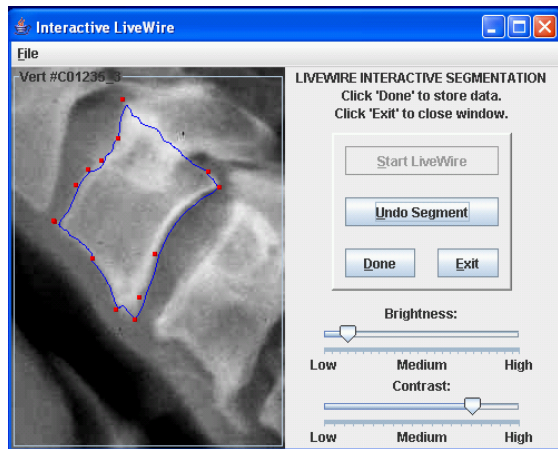 Interactive LiveWire
File
Vert #C01235_3
LIVEWIRE INTERACTIVE SEGMENTATION
Click 'Done' to store data.
Click 'Exit' to close window.
Start LiveWire
Undo Segment
Done Exit
Brightness:
Low Medium High
Contrast:
Low Medium High